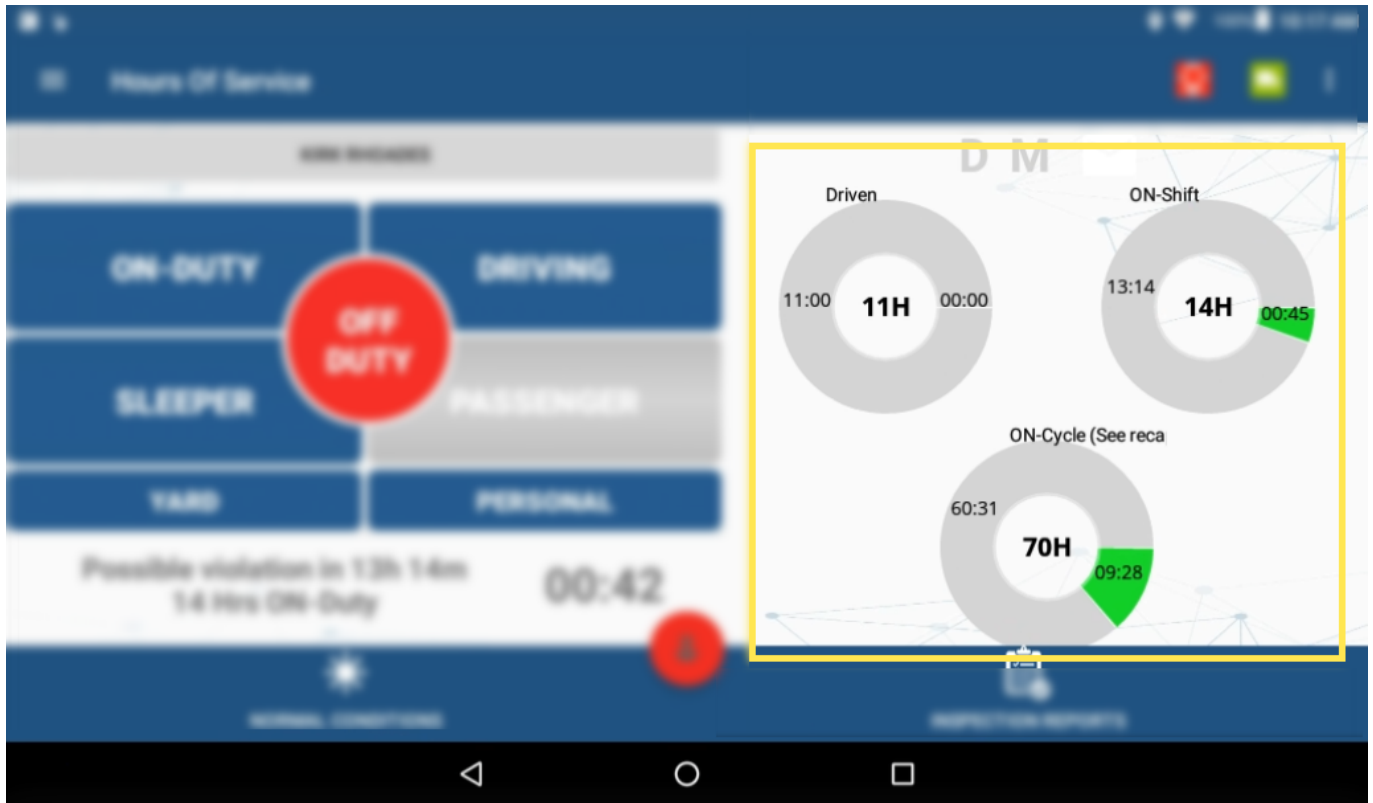 Hours Of Service
KIRK RHOADES
ON-DUTY
DRIVING
OFF
DUTY
SLEEPER
PASSENGER
YARD
PERSONAL
Possible violation in 13h 14m
14 Hrs ON-Duty
00:42
NORMAL CONDITIONS
D M
Driven
11:00
11H
00:00
ON-Shift
13:14
14H
00:45
ON-Cycle (See reca
60:31
70H
09:28
INSPECTION REPORTS